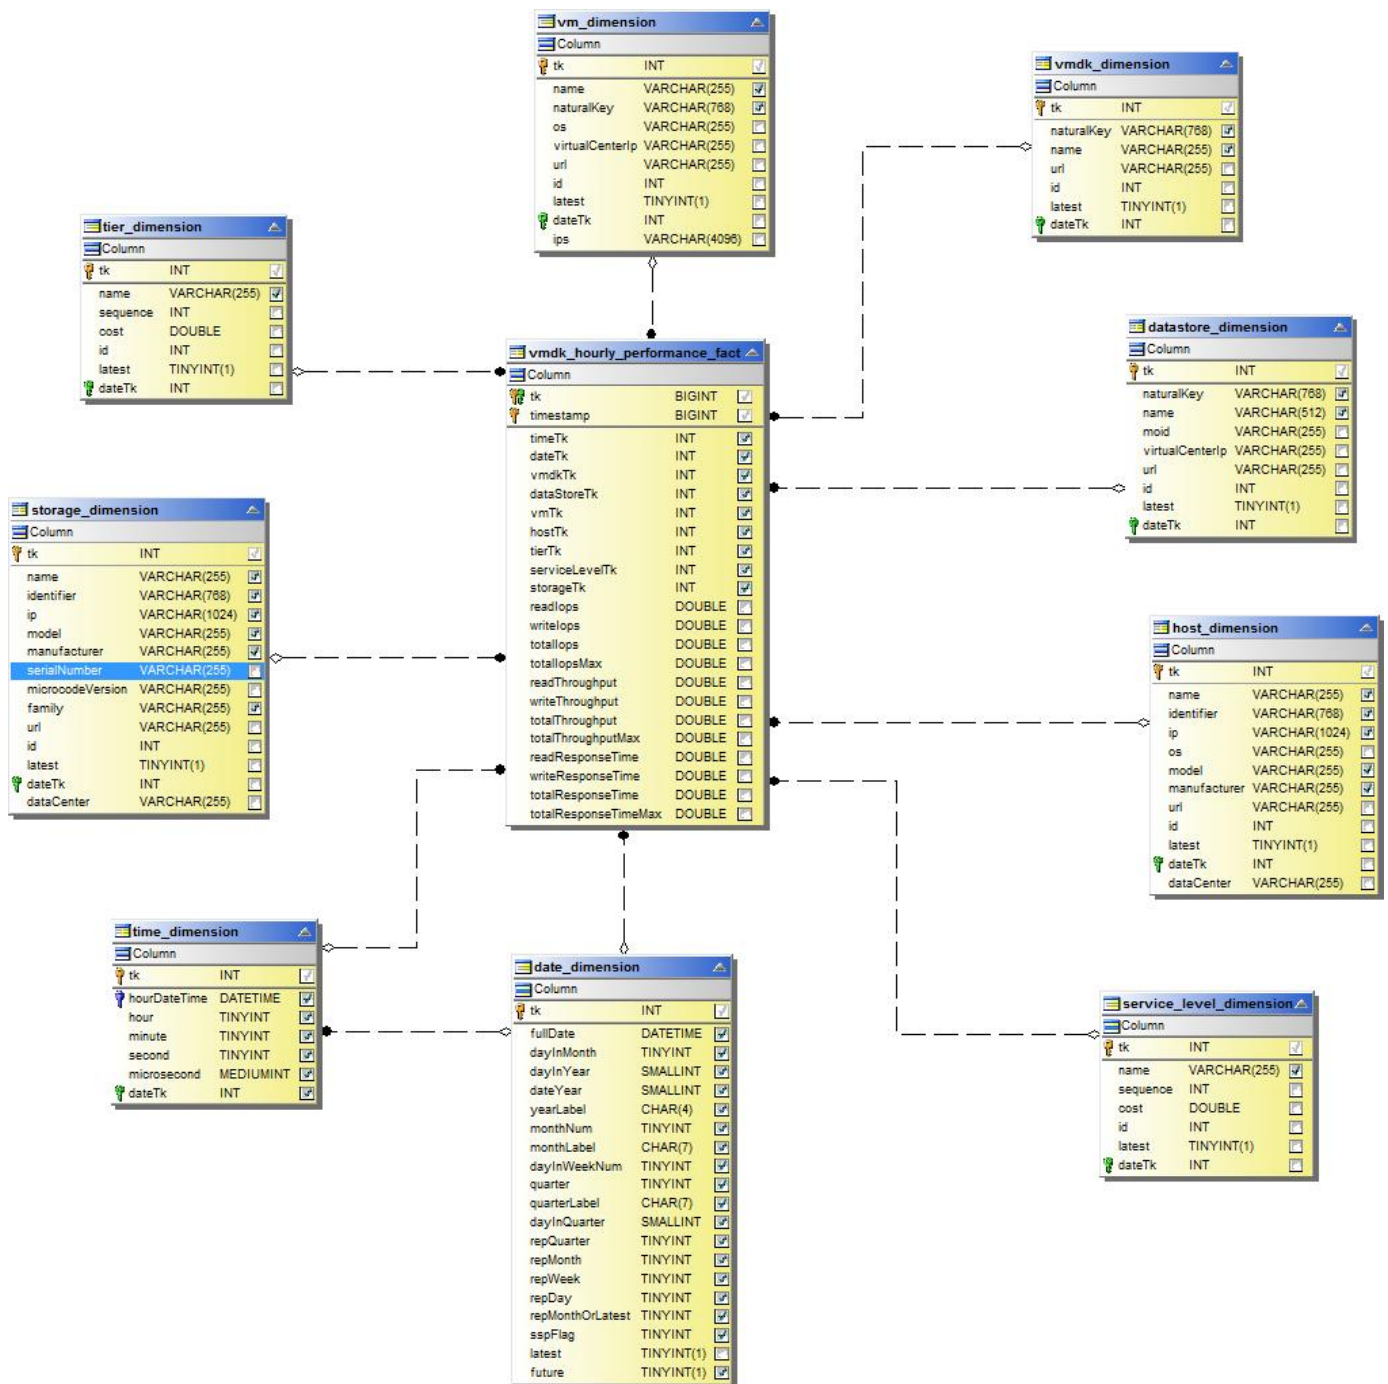 vm_dimension
Column
tk INT
name VARCHAR(255)
naturalKey VARCHAR(768)
os VARCHAR(255)
virtualCenterIp VARCHAR(255)
url VARCHAR(255)
id INT
latest TINYINT(1)
dateTk INT
ips VARCHAR(4096)
vmdk_dimension
Column
tk INT
naturalKey VARCHAR(768)
name VARCHAR(255)
url VARCHAR(255)
id INT
latest TINYINT(1)
dateTk INT
tier_dimension
Column
tk INT
name VARCHAR(255)
sequence INT
cost DOUBLE
id INT
latest TINYINT(1)
dateTk INT
vmdk_hourly_performance_fact
Column
tk BIGINT
timestamp BIGINT
timeTk INT
dateTk INT
vmdkTk INT
dataStoreTk INT
vmTk INT
hostTk INT
tierTk INT
serviceLevelTk INT
storageTk INT
readIops DOUBLE
writeIops DOUBLE
totalIops DOUBLE
totalIopsMax DOUBLE
readThroughput DOUBLE
writeThroughput DOUBLE
totalThroughput DOUBLE
totalThroughputMax DOUBLE
readResponseTime DOUBLE
writeResponseTime DOUBLE
totalResponseTime DOUBLE
totalResponseTimeMax DOUBLE
datastore_dimension
Column
tk INT
naturalKey VARCHAR(768)
name VARCHAR(512)
moid VARCHAR(255)
virtualCenterIp VARCHAR(255)
url VARCHAR(255)
id INT
latest TINYINT(1)
dateTk INT
storage_dimension
Column
tk INT
name VARCHAR(255)
identifier VARCHAR(768)
ip VARCHAR(1024)
model VARCHAR(255)
manufacturer VARCHAR(255)
serialNumber VARCHAR(255)
microcodeVersion VARCHAR(255)
family VARCHAR(255)
url VARCHAR(255)
id INT
latest TINYINT(1)
dateTk INT
dataCenter VARCHAR(255)
host_dimension
Column
tk INT
name VARCHAR(255)
identifier VARCHAR(768)
ip VARCHAR(1024)
os VARCHAR(255)
model VARCHAR(255)
manufacturer VARCHAR(255)
url VARCHAR(255)
id INT
latest TINYINT(1)
dateTk INT
dataCenter VARCHAR(255)
time_dimension
Column
tk INT
hourDateTime DATETIME
hour TINYINT
minute TINYINT
second TINYINT
microsecond MEDIUMINT
dateTk INT
date_dimension
Column
tk INT
fullDate DATETIME
dayInMonth TINYINT
dayInYear SMALLINT
dateYear SMALLINT
yearLabel CHAR(4)
monthNum TINYINT
monthLabel CHAR(7)
dayInWeekNum TINYINT
quarter TINYINT
quarterLabel CHAR(7)
dayInQuarter SMALLINT
repQuarter TINYINT
repMonth TINYINT
repWeek TINYINT
repDay TINYINT
repMonthOrLatest TINYINT
sspFlag TINYINT
latest TINYINT(1)
future TINYINT(1)
service_level_dimension
Column
tk INT
name VARCHAR(255)
sequence INT
cost DOUBLE
id INT
latest TINYINT(1)
dateTk INT